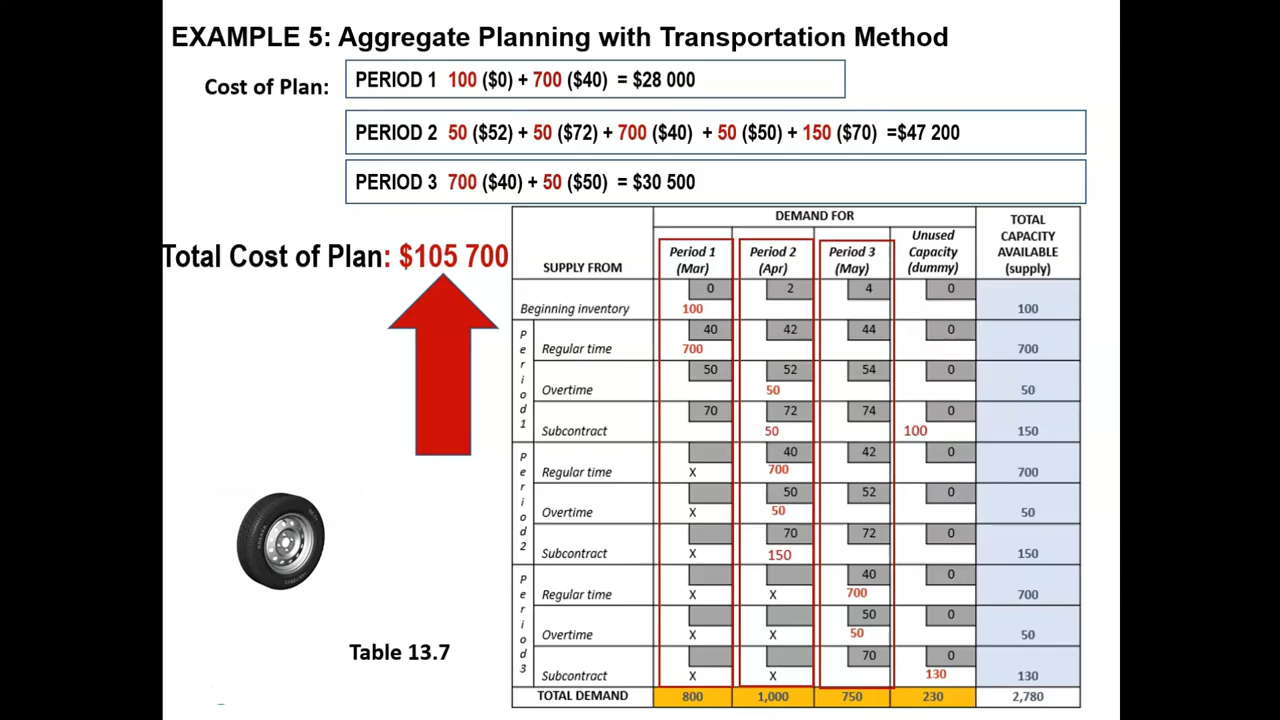 EXAMPLE 5: Aggregate Planning with Transportation Method
Cost of Plan:
PERIOD 1 100 ($0) + 700 ($40) = $28 000
PERIOD 2 50 ($52) + 50 ($72) + 700 ($40) + 50 ($50) + 150 ($70) =$47 200
PERIOD 3 700 ($40) + 50 ($50) = $30 500
Total Cost of Plan: $105 700
DEMAND FOR
SUPPLY FROM Period 1 (Mar) Period 2 (Apr) Period 3 (May) Unused Capacity (dummy) TOTAL CAPACITY AVAILABLE (supply)
0 2 4 0
Beginning inventory 100 100
Period 1
40 42 44 0
Regular time 700 700
50 52 54 0
Overtime 50 50
70 72 74 0
Subcontract 50 100 150
Period 2
40 42 0
Regular time X 700 700
50 52 0
Overtime X 50 50
70 72 0
Subcontract X 150 150
Period 3
40 0
Regular time X X 700 700
50 0
Overtime X X 50 50
70 0
Subcontract X X 130 130
TOTAL DEMAND 800 1,000 750 230 2,780
Table 13.7